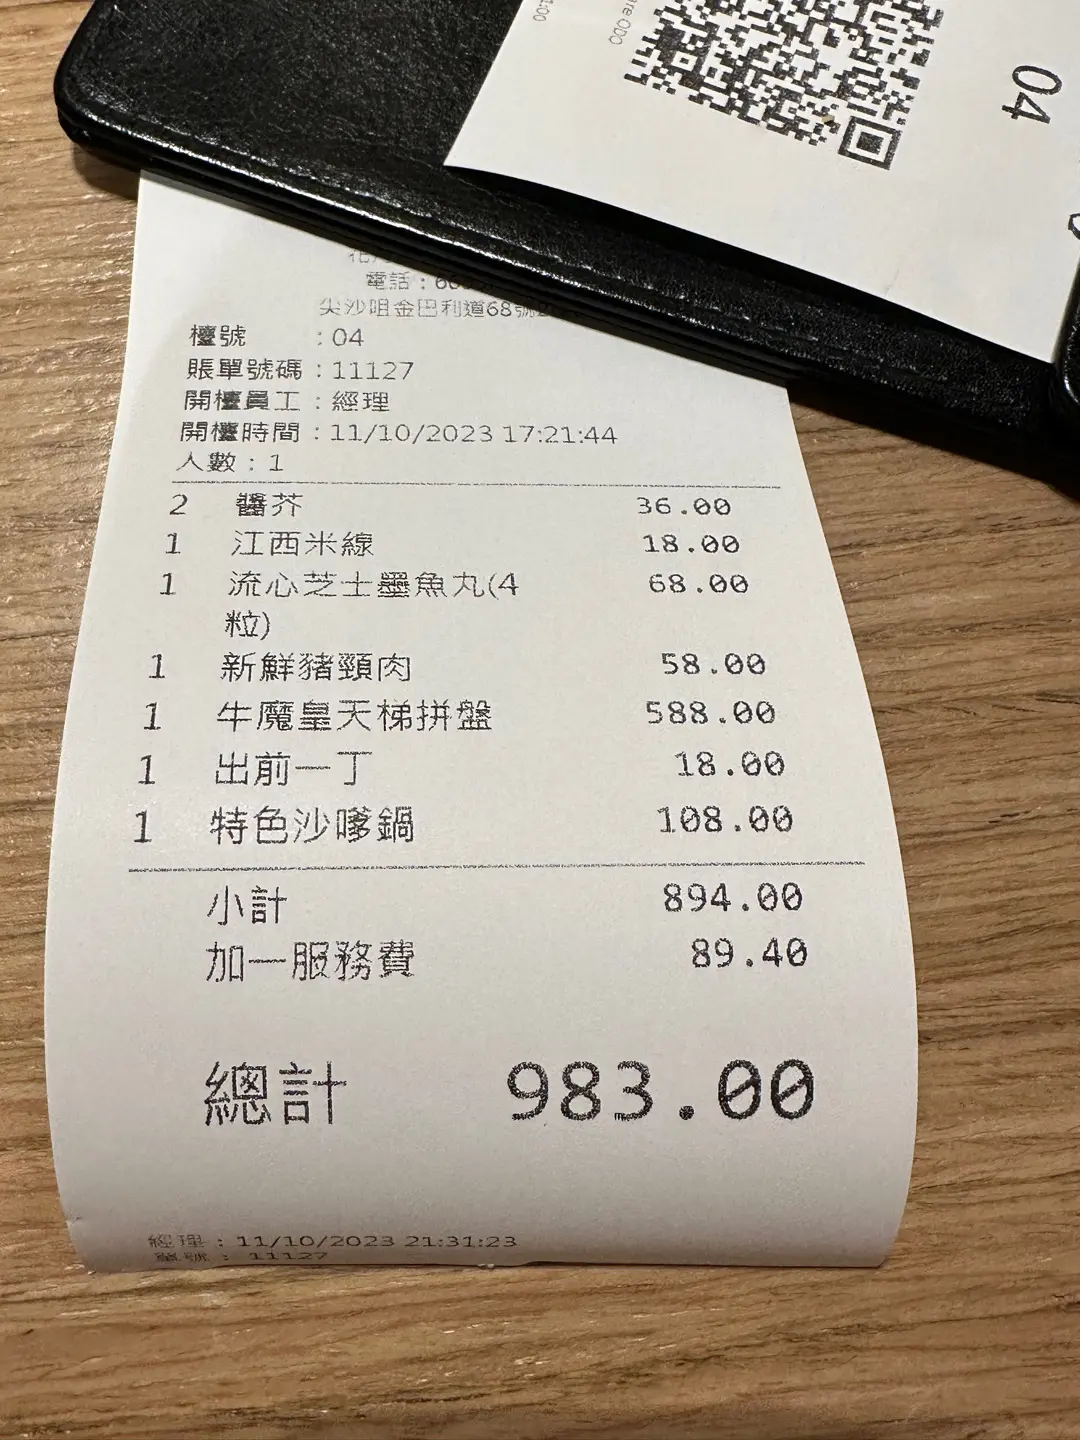 04
電話：
尖沙咀金巴利道68號
檯號 : 04
賬單號碼 : 11127
開檯員工 : 經理
開檯時間 : 11/10/2023 17:21:44
人數 : 1
2 醬芥 36.00
1 江西米線 18.00
1 流心芝士墨魚丸(4 68.00
粒)
1 新鮮豬頸肉 58.00
1 牛魔皇天梯拼盤 588.00
1 出前一丁 18.00
1 特色沙嗲鍋 108.00
小計 894.00
加一服務費 89.40
總計 983.00
經理 : 11/10/2023 21:31:23
單號 : 11127